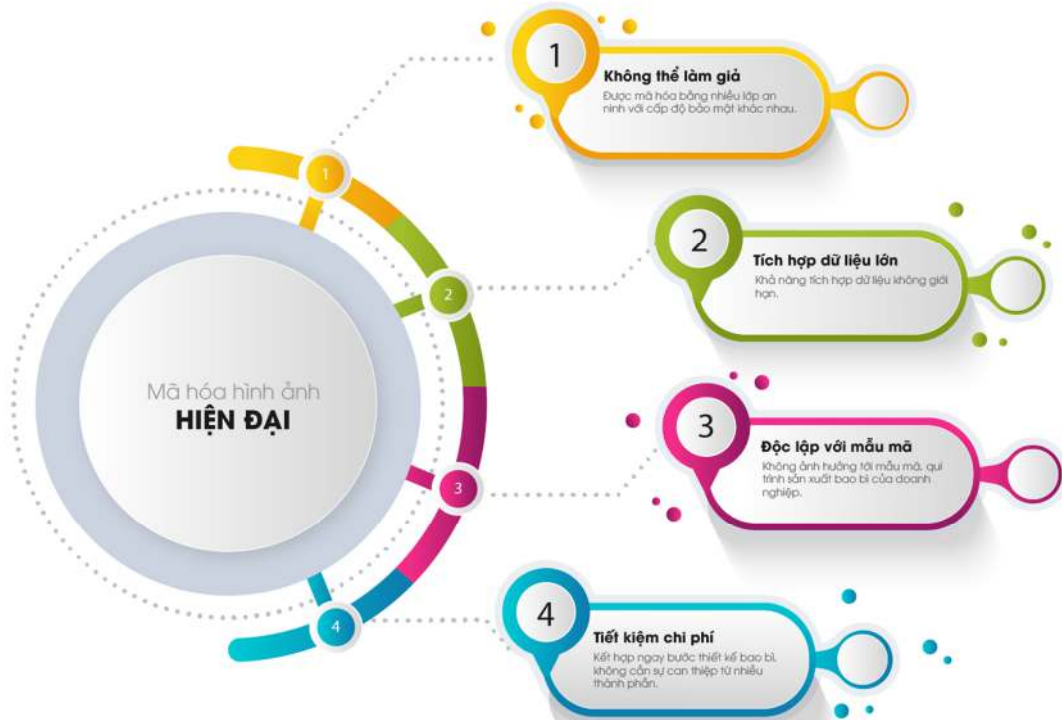 1
Không thể làm giả
Được mã hóa bằng nhiều lớp an
ninh với cấp độ bảo mật khác nhau.
1
2
Tích hợp dữ liệu lớn
Khả năng tích hợp dữ liệu không giới
hạn.
2
Mã hóa hình ảnh
HIỆN ĐẠI
3
Độc lập với mẫu mã
Không ảnh hưởng tới mẫu mã, qui
trình sản xuất bao bì của doanh
nghiệp.
3
4
Tiết kiệm chi phí
Kết hợp ngay bước thiết kế bao bì,
không cần sự can thiệp từ nhiều
thành phần.
4